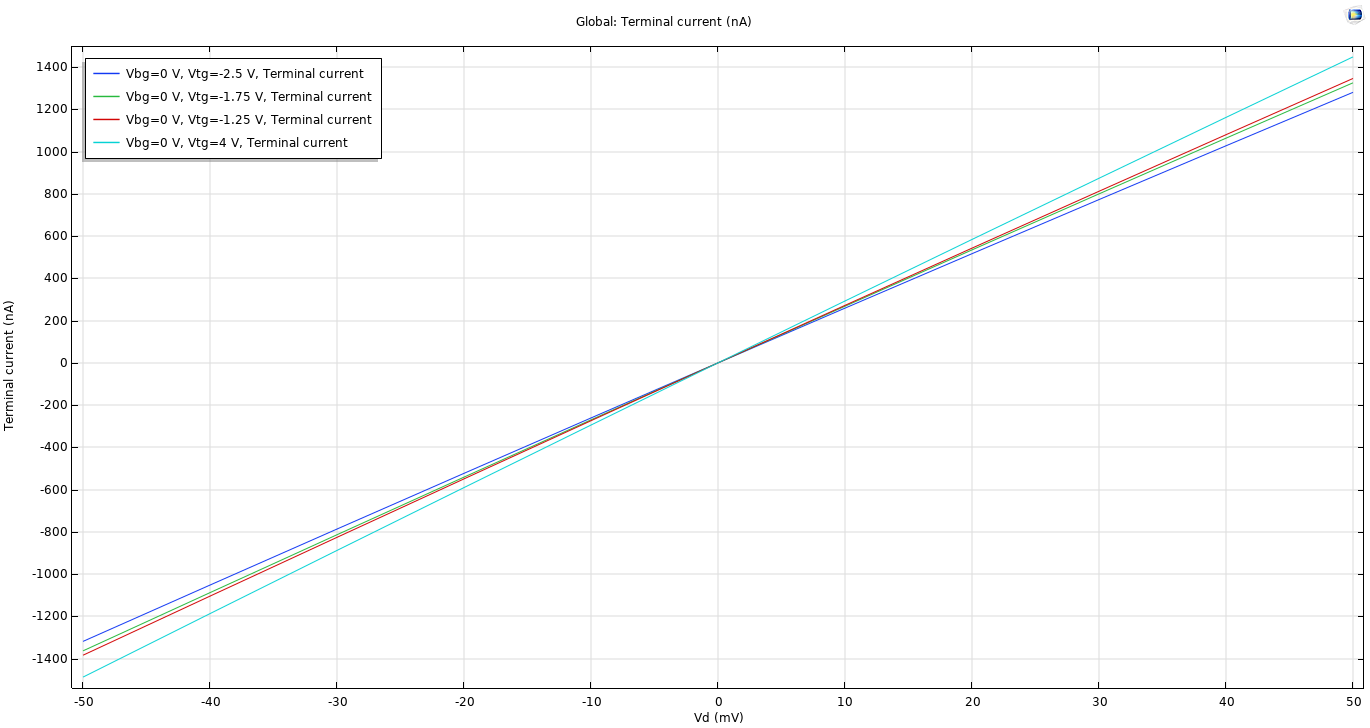 Global: Terminal current (nA)
Vbg=0 V, Vtg=-2.5 V, Terminal current
Vbg=0 V, Vtg=-1.75 V, Terminal current
Vbg=0 V, Vtg=-1.25 V, Terminal current
Vbg=0 V, Vtg=4 V, Terminal current
Terminal current (nA)
1400
1200
1000
800
600
400
200
0
-200
-400
-600
-800
-1000
-1200
-1400
-50 -40 -30 -20 -10 0 10 20 30 40 50
Vd (mV)